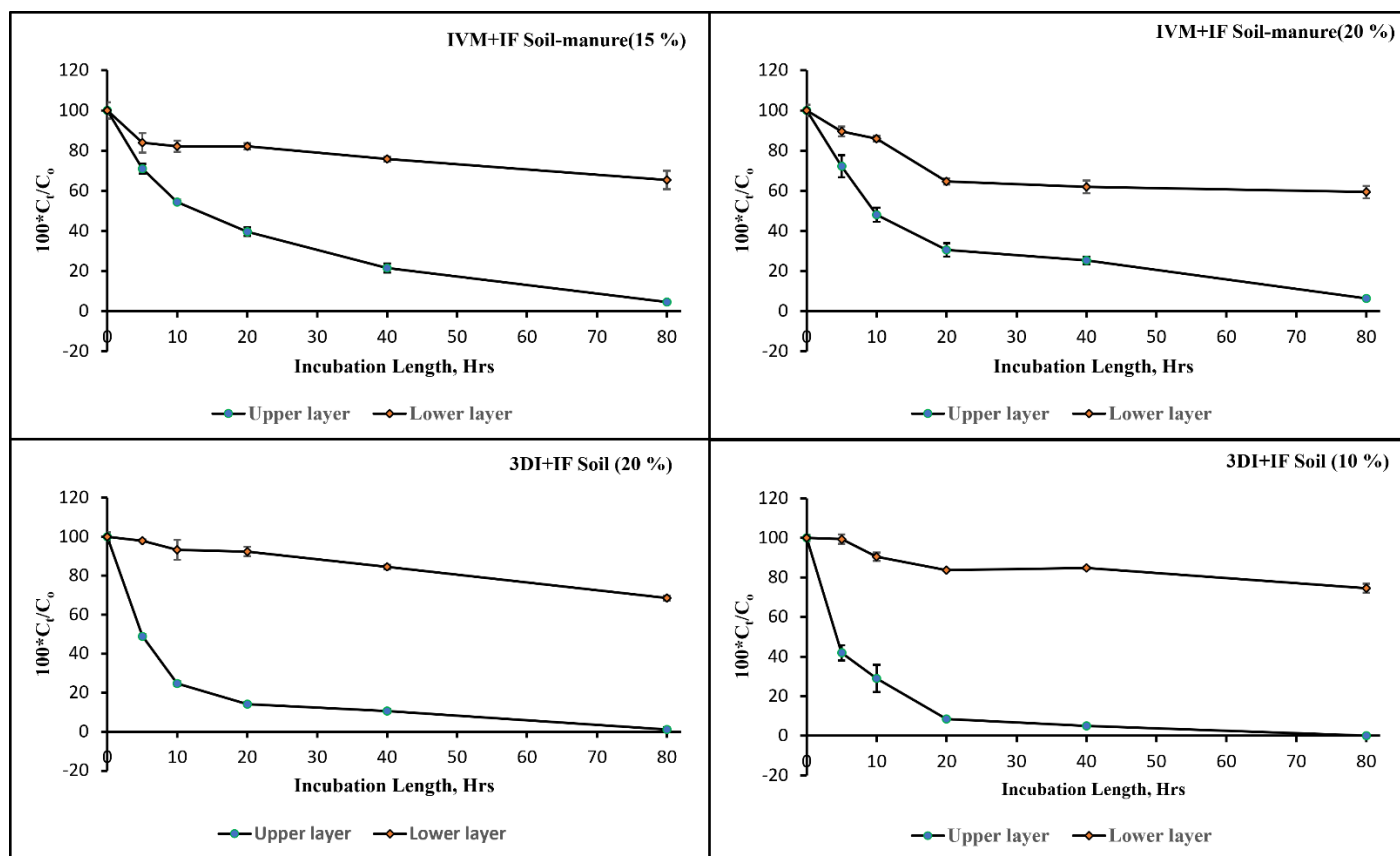 IVM+IF Soil-manure(15 %)
120
100
80
60
40
20
0
-20
100*Ct/Co
0 10 20 30 40 50 60 70 80
Incubation Length, Hrs
Upper layer Lower layer
IVM+IF Soil-manure(20 %)
120
100
80
60
40
20
0
-20
100*Ct/Co
0 10 20 30 40 50 60 70 80
Incubation Length, Hrs
Upper layer Lower layer
3DI+IF Soil (20 %)
120
100
80
60
40
20
0
-20
100*Ct/Co
0 10 20 30 40 50 60 70 80
Incubation Length, Hrs
Upper layer Lower layer
3DI+IF Soil (10 %)
120
100
80
60
40
20
0
-20
100*Ct/Co
0 10 20 30 40 50 60 70 80
Incubation Length, Hrs
Upper layer Lower layer